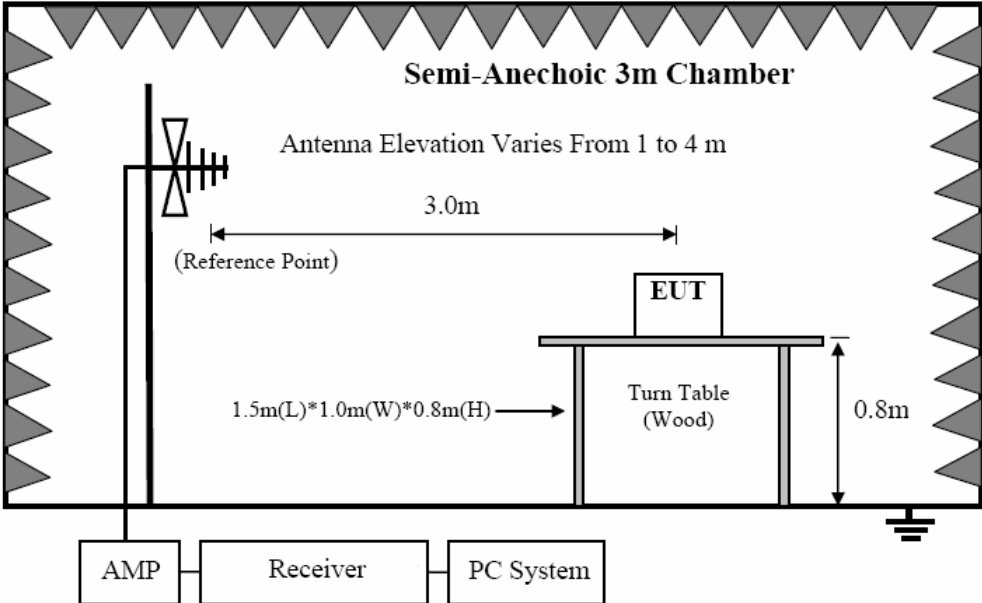 Semi-Anechoic 3m Chamber
Antenna Elevation Varies From 1 to 4 m
3.0m
(Reference Point)
EUT
1.5m(L)*1.0m(W)*0.8m(H)
Turn Table
(Wood)
0.8m
AMP
Receiver
PC System